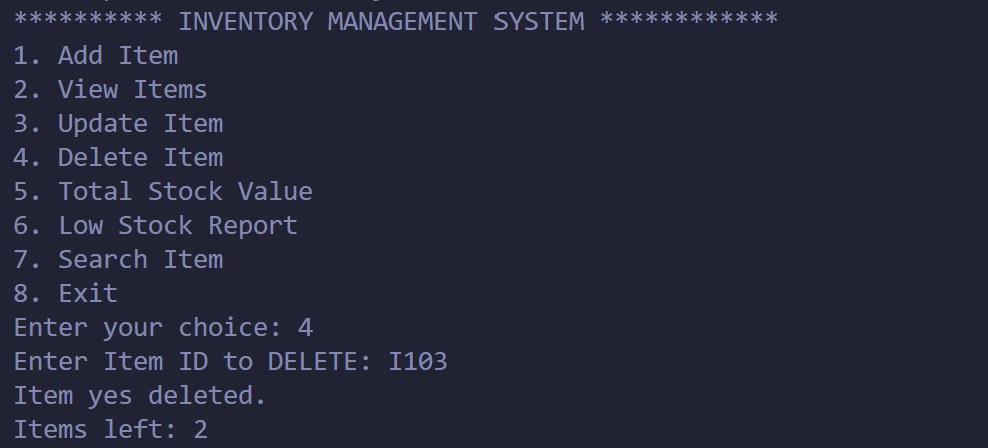 ********** INVENTORY MANAGEMENT SYSTEM ************
1. Add Item
2. View Items
3. Update Item
4. Delete Item
5. Total Stock Value
6. Low Stock Report
7. Search Item
8. Exit
Enter your choice: 4
Enter Item ID to DELETE: I103
Item yes deleted.
Items left: 2